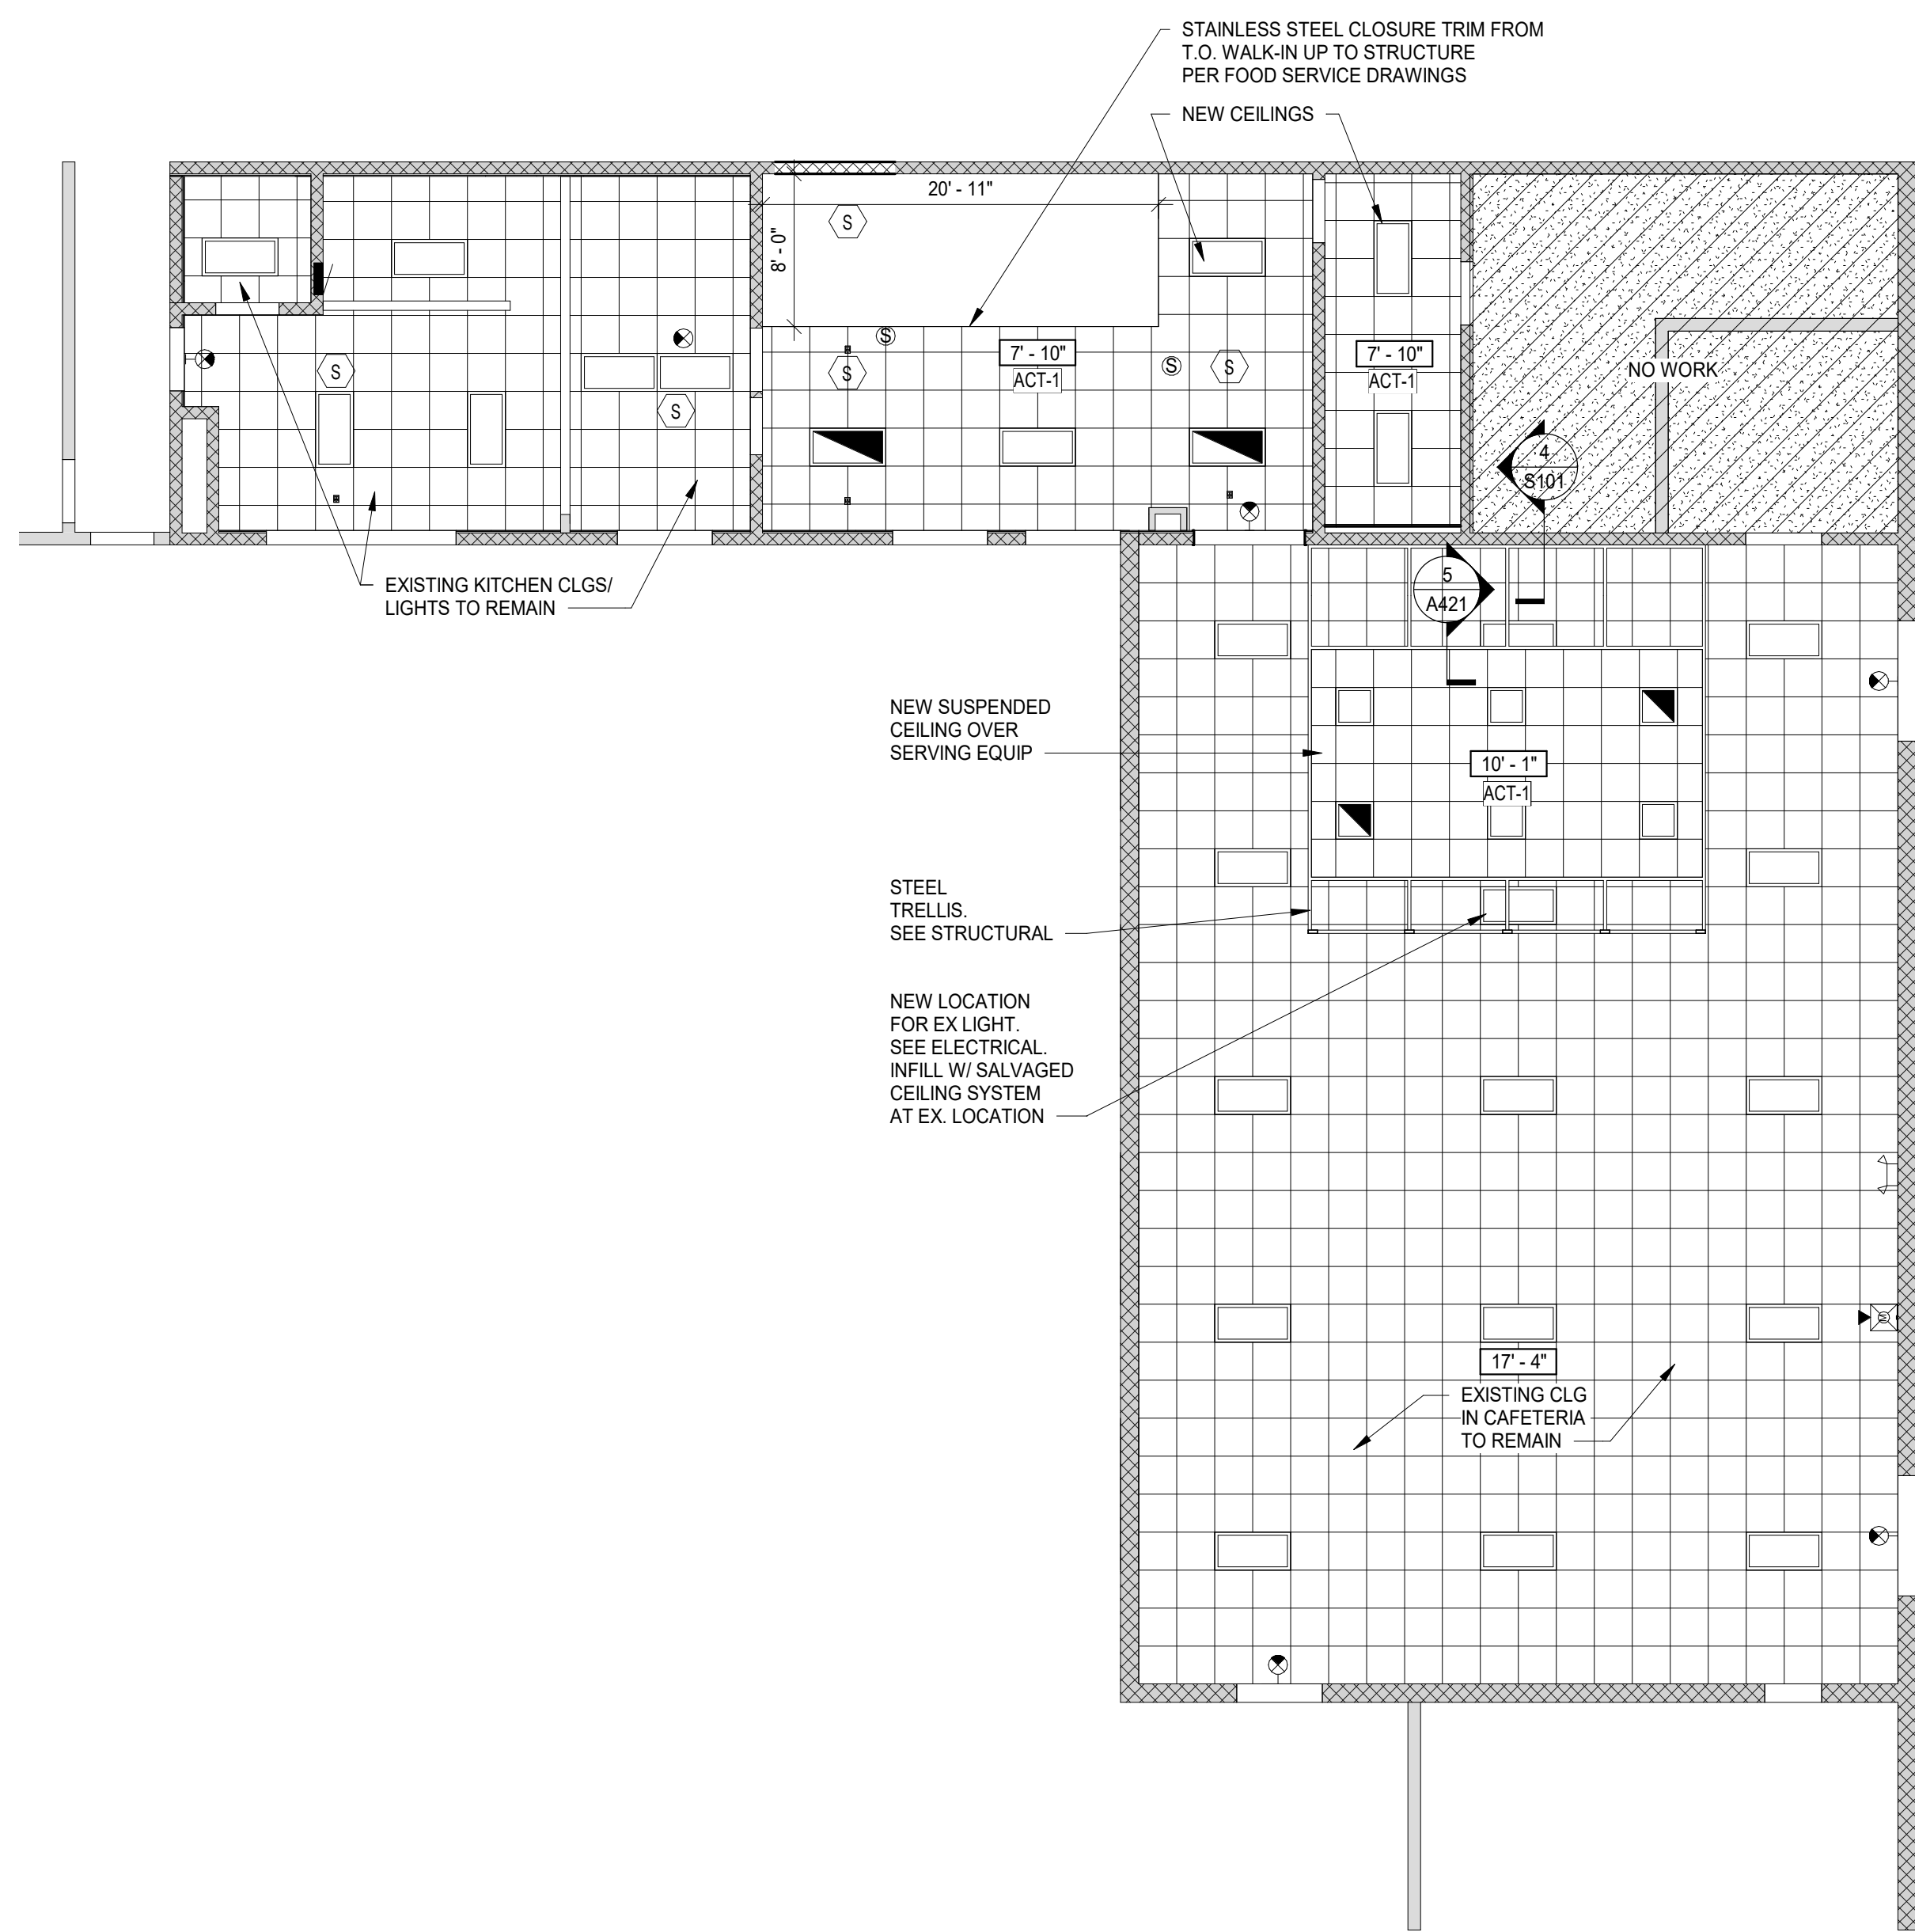 STAINLESS STEEL CLOSURE TRIM FROM
T.O. WALK-IN UP TO STRUCTURE
PER FOOD SERVICE DRAWINGS
NEW CEILINGS
20' - 11"
8' - 0"
S
S
7' - 10"
ACT-1
S
S
S
7' - 10"
ACT-1
NO WORK
S
S
4
S101
EXISTING KITCHEN CLGS/
LIGHTS TO REMAIN
5
A421
NEW SUSPENDED
CEILING OVER
SERVING EQUIP
10' - 1"
ACT-1
STEEL
TRELLIS.
SEE STRUCTURAL
NEW LOCATION
FOR EX LIGHT.
SEE ELECTRICAL.
INFILL W/ SALVAGED
CEILING SYSTEM
AT EX. LOCATION
M
17' - 4"
EXISTING CLG
IN CAFETERIA
TO REMAIN